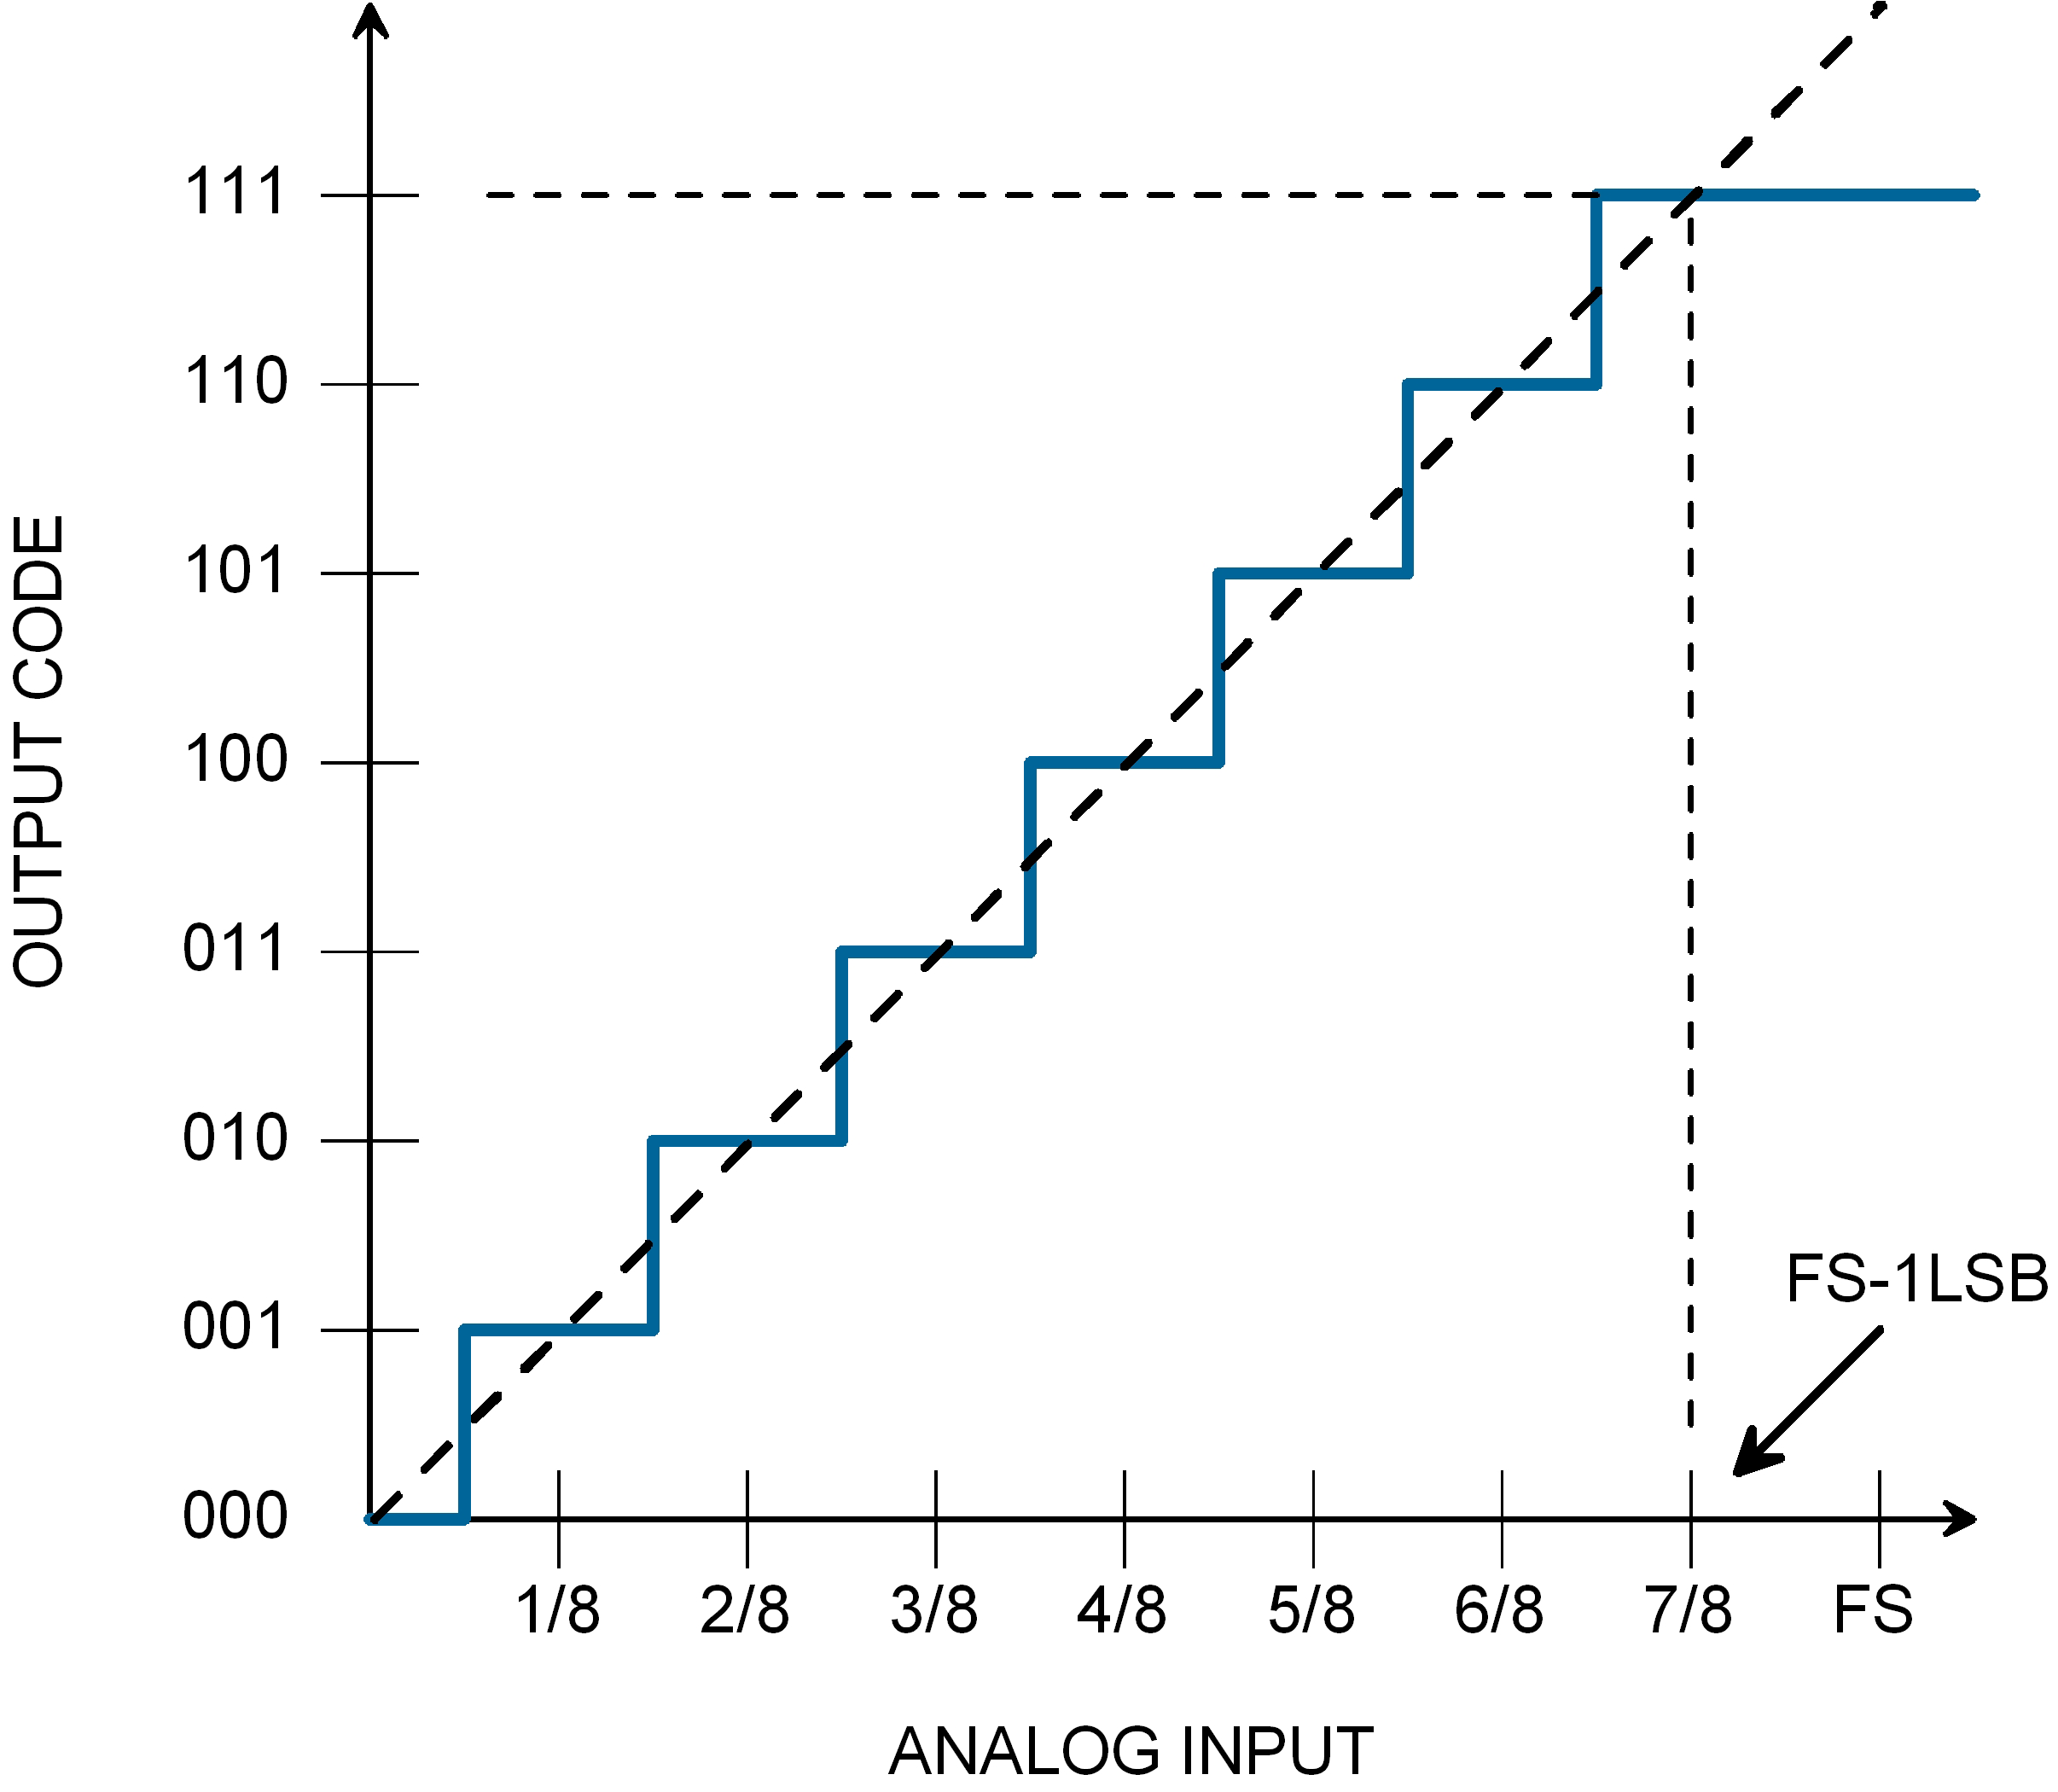 111
110
101
100
011
010
001
000
OUTPUT CODE
FS-1LSB
1/8 2/8 3/8 4/8 5/8 6/8 7/8 FS
ANALOG INPUT